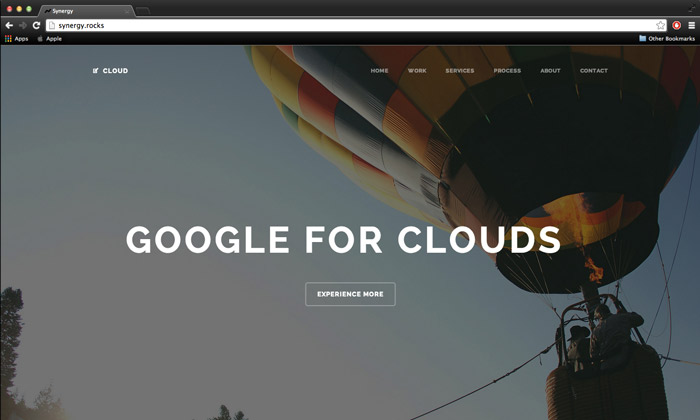 Synergy
synergy.rocks
Apps Apple Other Bookmarks
CLOUD HOME WORK SERVICES PROCESS ABOUT CONTACT
GOOGLE FOR CLOUDS
EXPERIENCE MORE